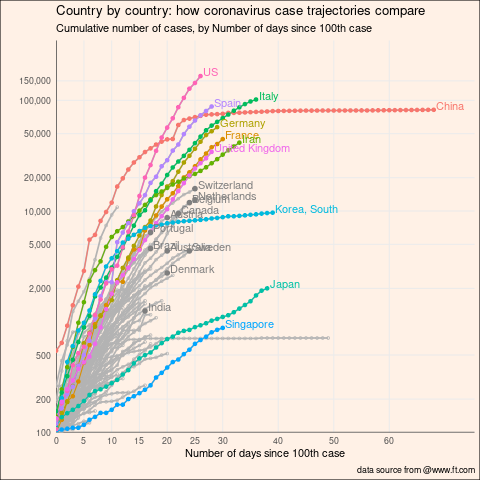 Country by country: how coronavirus case trajectories compare
Cumulative number of cases, by Number of days since 100th case
US
Italy
Spain
China
Germany
Iran
France
United Kingdom
Switzerland
Netherlands
Belgium
Canada
Austria
Korea, South
Portugal
Brazil
Australia
Sweden
Denmark
Japan
India
Singapore
150,000
100,000
50,000
20,000
10,000
5,000
2,000
500
200
100
0
5
10
15
20
25
30
40
50
60
Number of days since 100th case
data source from @www.ft.com